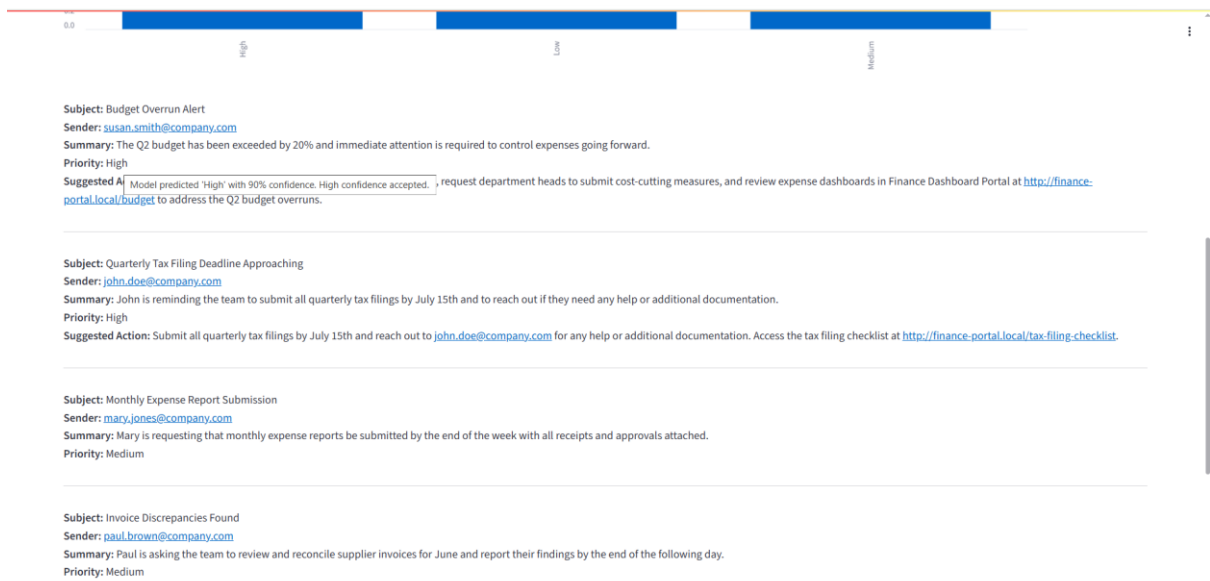 0.0
High
Low
Medium
Subject: Budget Overrun Alert
Sender: susan.smith@company.com
Summary: The Q2 budget has been exceeded by 20% and immediate attention is required to control expenses going forward.
Priority: High
Suggested A
Model predicted 'High' with 90% confidence. High confidence accepted.
, request department heads to submit cost-cutting measures, and review expense dashboards in Finance Dashboard Portal at http://finance-
portal.local/budget to address the Q2 budget overruns.
Subject: Quarterly Tax Filing Deadline Approaching
Sender: john.doe@company.com
Summary: John is reminding the team to submit all quarterly tax filings by July 15th and to reach out if they need any help or additional documentation.
Priority: High
Suggested Action: Submit all quarterly tax filings by July 15th and reach out to john.doe@company.com for any help or additional documentation. Access the tax filing checklist at http://finance-portal.local/tax-filing-checklist.
Subject: Monthly Expense Report Submission
Sender: mary.jones@company.com
Summary: Mary is requesting that monthly expense reports be submitted by the end of the week with all receipts and approvals attached.
Priority: Medium
Subject: Invoice Discrepancies Found
Sender: paul.brown@company.com
Summary: Paul is asking the team to review and reconcile supplier invoices for June and report their findings by the end of the following day.
Priority: Medium